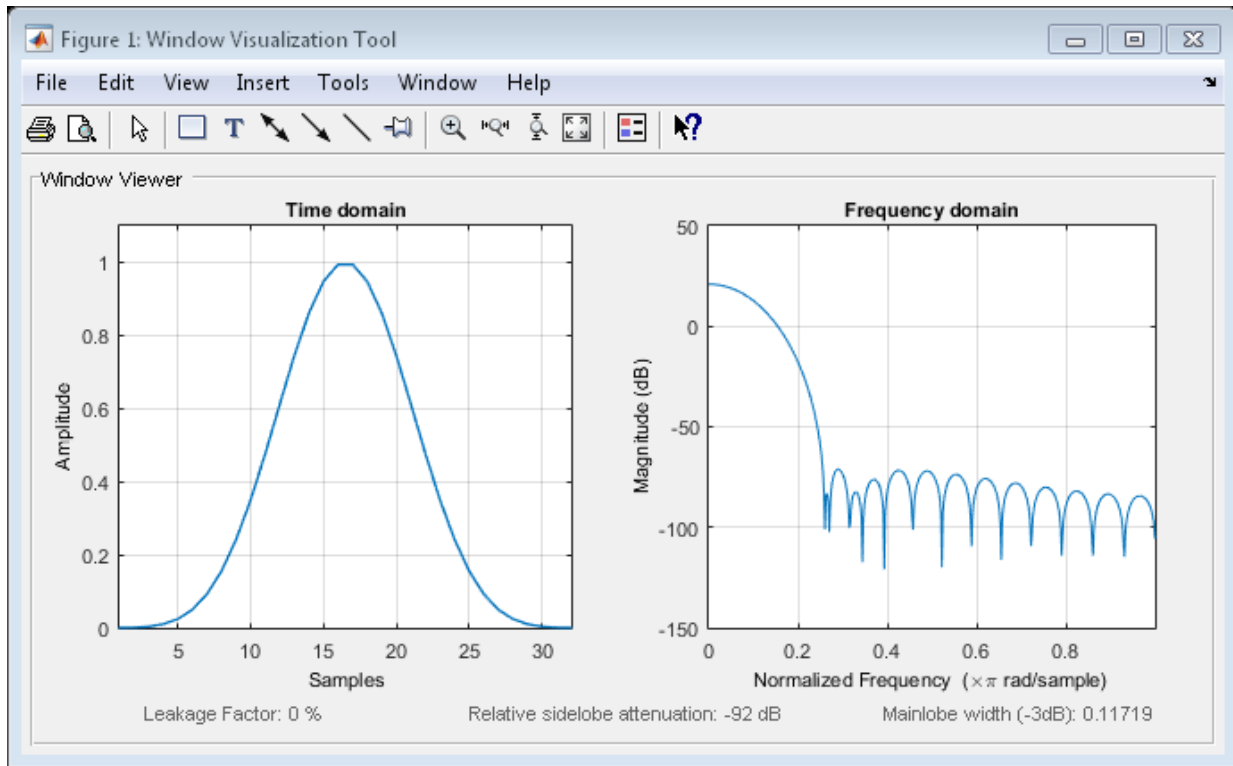 Figure 1: Window Visualization Tool
File Edit View Insert Tools Window Help
T
?
Window Viewer
Time domain
1
0.8
0.6
0.4
0.2
0
Amplitude
5 10 15 20 25 30
Samples
Frequency domain
50
0
-50
-100
-150
Magnitude (dB)
0 0.2 0.4 0.6 0.8
Normalized Frequency (×π rad/sample)
Leakage Factor: 0 % Relative sidelobe attenuation: -92 dB Mainlobe width (-3dB): 0.11719